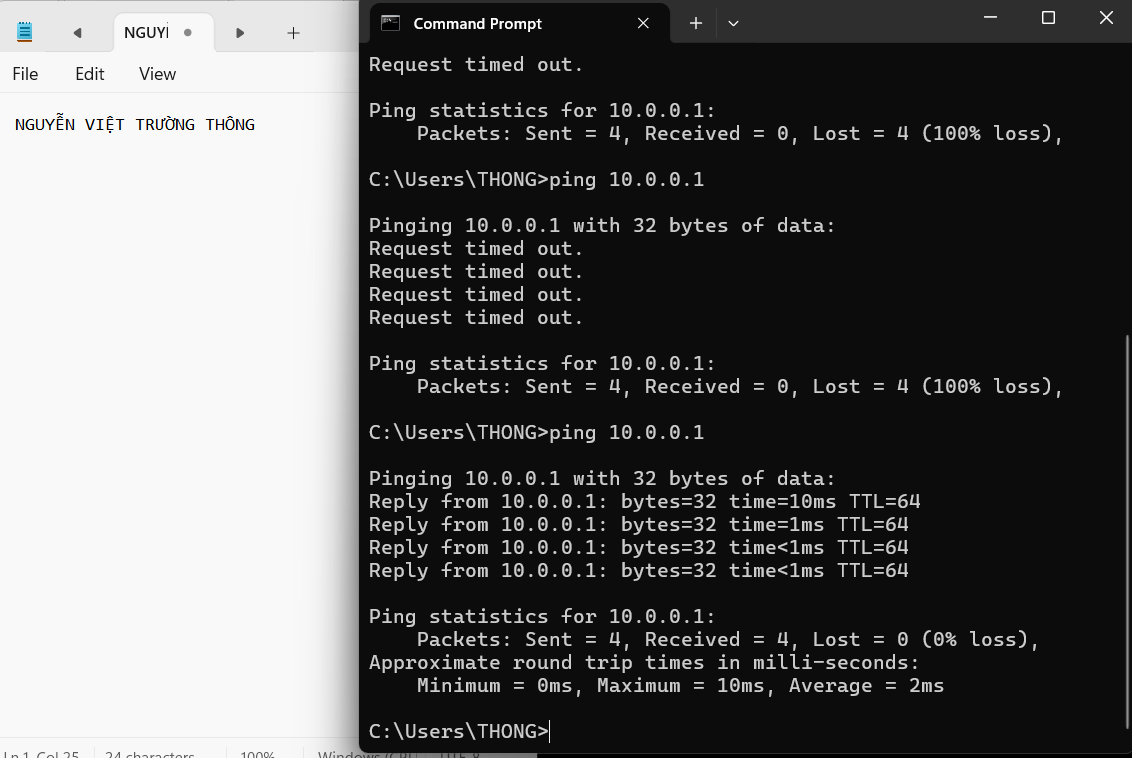 NGUYỄ
File Edit View
NGUYỄN VIỆT TRƯỜNG THÔNG
Ln 1, Col 25 24 characters 100%
Command Prompt
Request timed out.
Ping statistics for 10.0.0.1:
Packets: Sent = 4, Received = 0, Lost = 4 (100% loss),
C:\Users\THONG>ping 10.0.0.1
Pinging 10.0.0.1 with 32 bytes of data:
Request timed out.
Request timed out.
Request timed out.
Request timed out.
Ping statistics for 10.0.0.1:
Packets: Sent = 4, Received = 0, Lost = 4 (100% loss),
C:\Users\THONG>ping 10.0.0.1
Pinging 10.0.0.1 with 32 bytes of data:
Reply from 10.0.0.1: bytes=32 time=10ms TTL=64
Reply from 10.0.0.1: bytes=32 time=1ms TTL=64
Reply from 10.0.0.1: bytes=32 time<1ms TTL=64
Reply from 10.0.0.1: bytes=32 time<1ms TTL=64
Ping statistics for 10.0.0.1:
Packets: Sent = 4, Received = 4, Lost = 0 (0% loss),
Approximate round trip times in milli-seconds:
Minimum = 0ms, Maximum = 10ms, Average = 2ms
C:\Users\THONG>